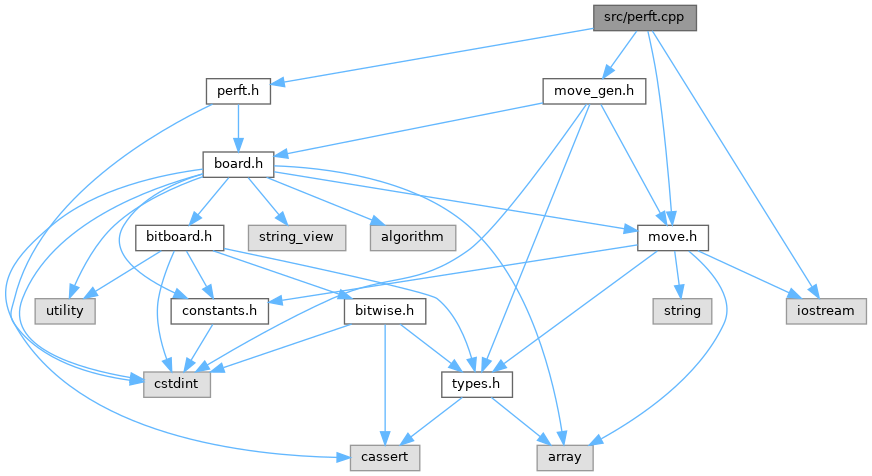 src/perft.cpp
perft.h
move_gen.h
board.h
bitboard.h
string_view
algorithm
move.h
utility
constants.h
bitwise.h
string
iostream
cstdint
types.h
cassert
array